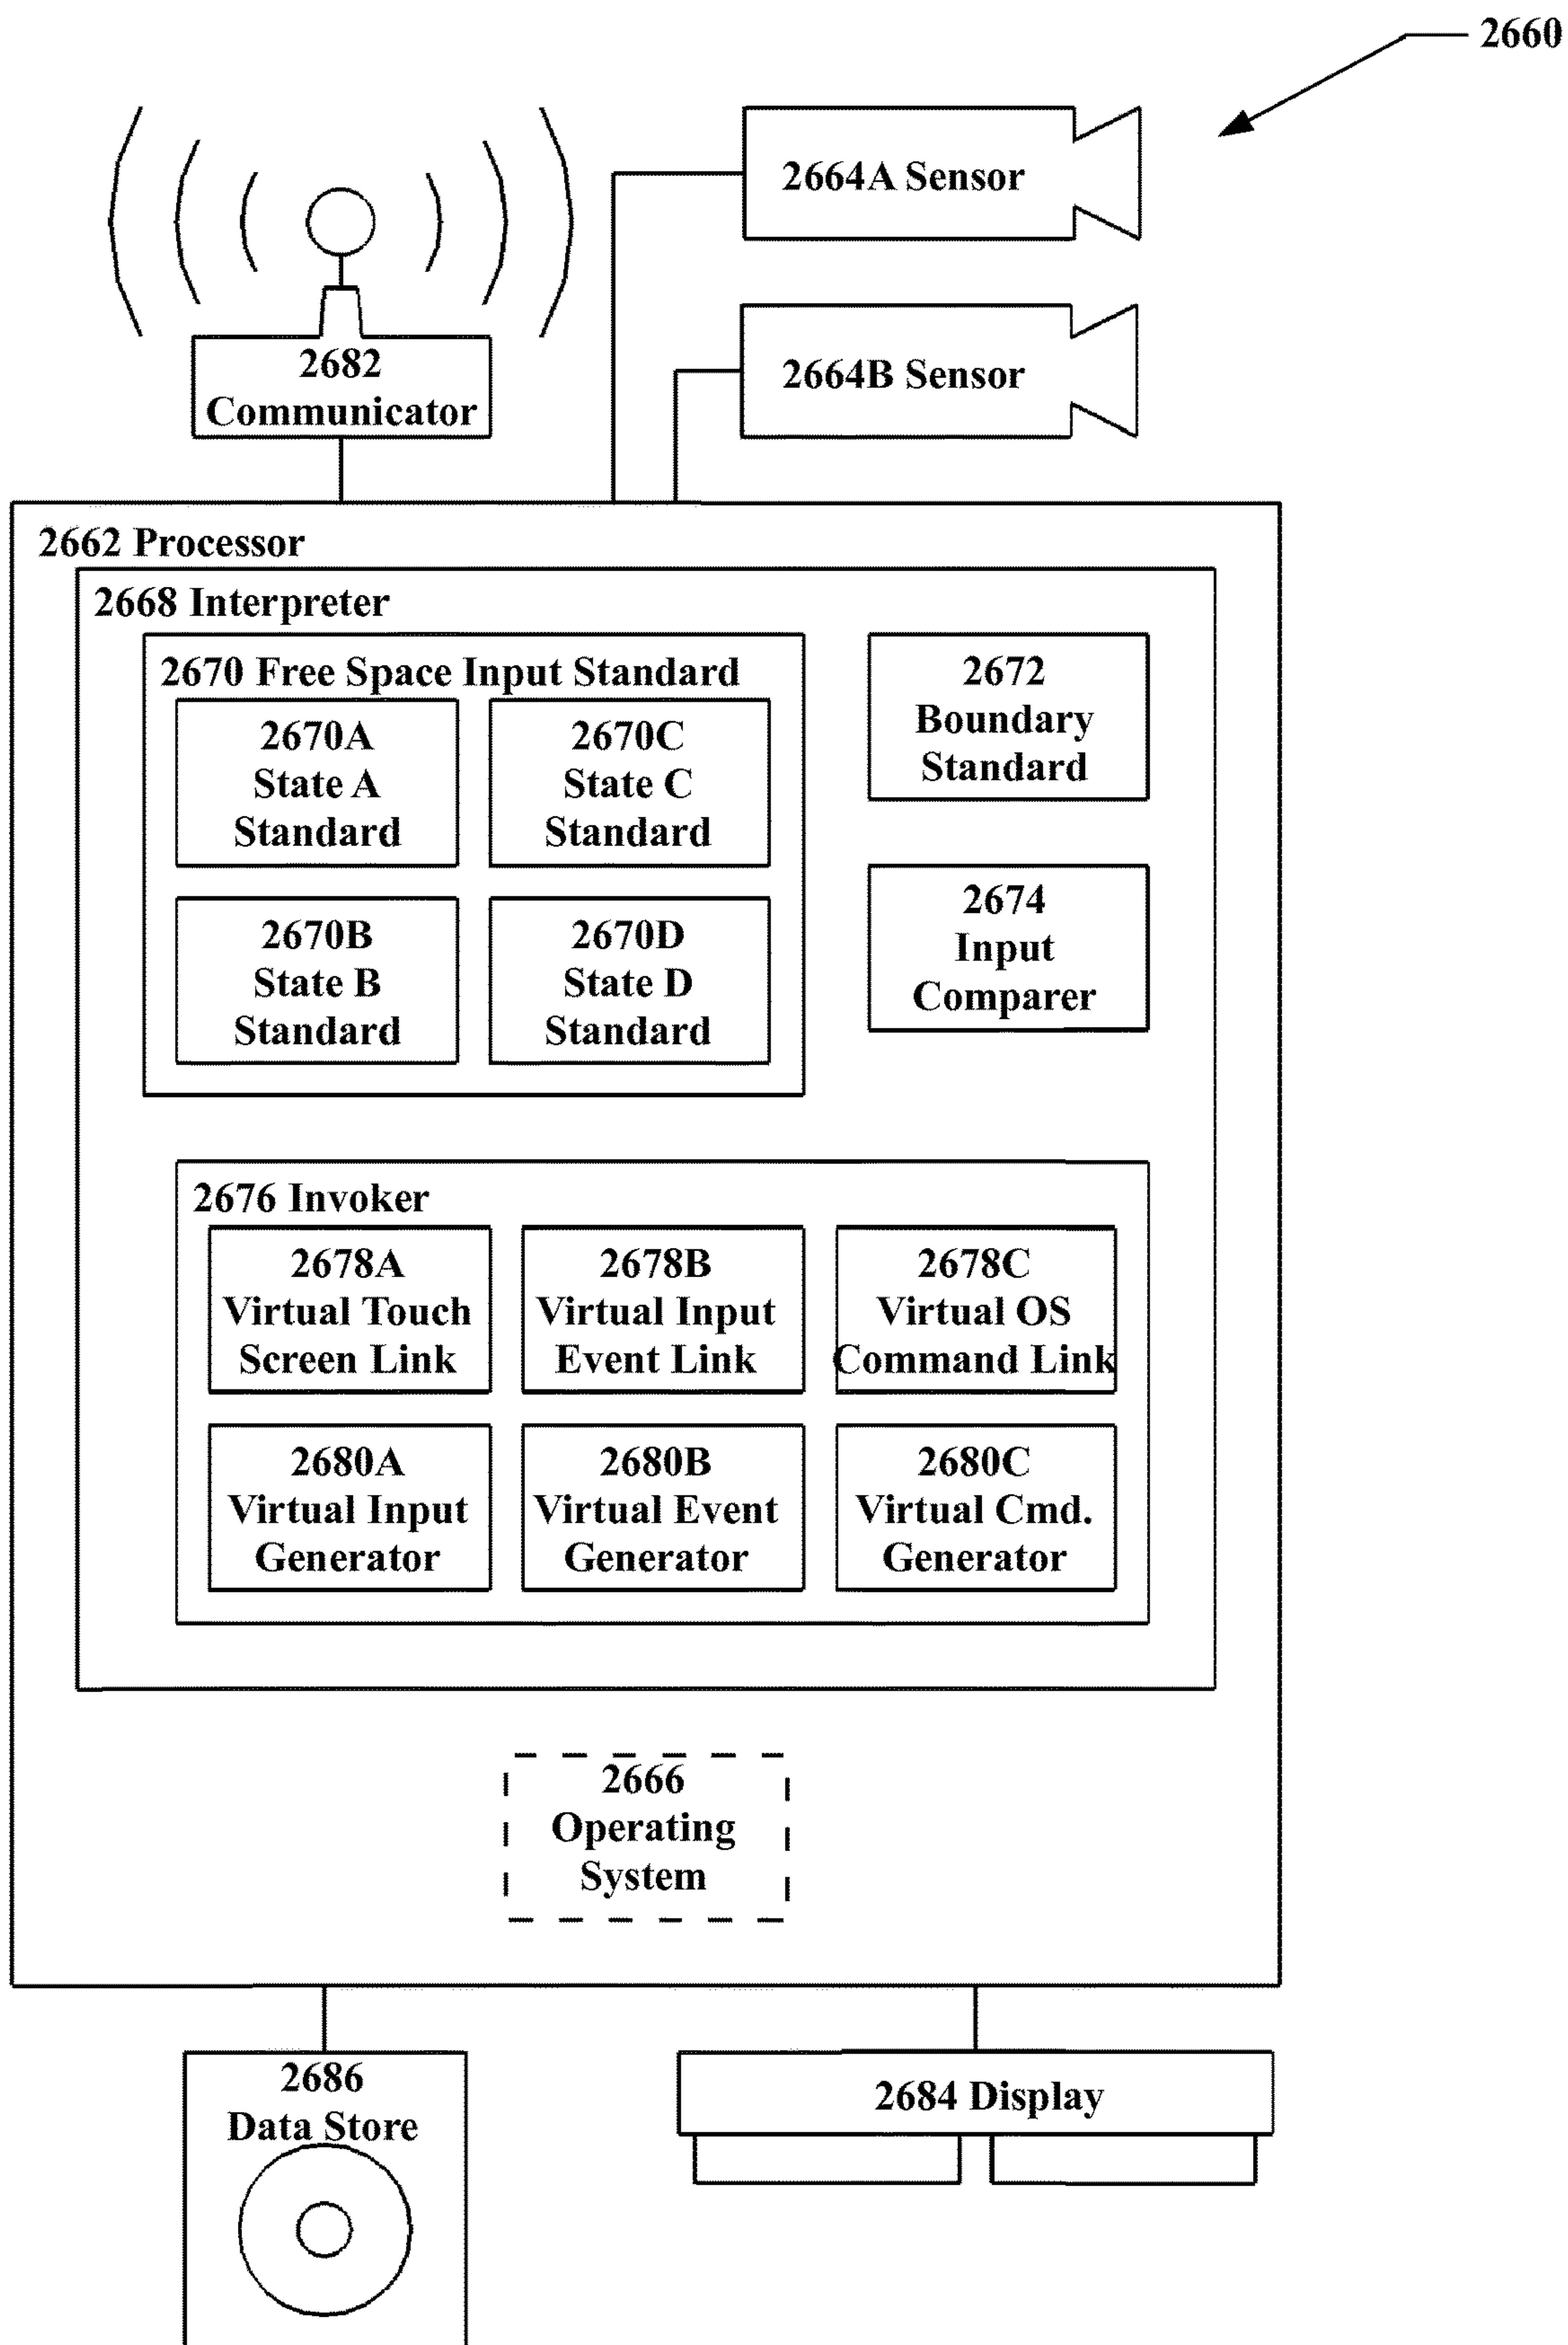 2660
2664A Sensor
2664B Sensor
2682
Communicator
2662 Processor
2668 Interpreter
2670 Free Space Input Standard
2670A
State A
Standard
2670C
State C
Standard
2670B
State B
Standard
2670D
State D
Standard
2672
Boundary
Standard
2674
Input
Comparer
2676 Invoker
2678A
Virtual Touch
Screen Link
2678B
Virtual Input
Event Link
2678C
Virtual OS
Command Link
2680A
Virtual Input
Generator
2680B
Virtual Event
Generator
2680C
Virtual Cmd.
Generator
2666
Operating
System
2686
Data Store
2684 Display